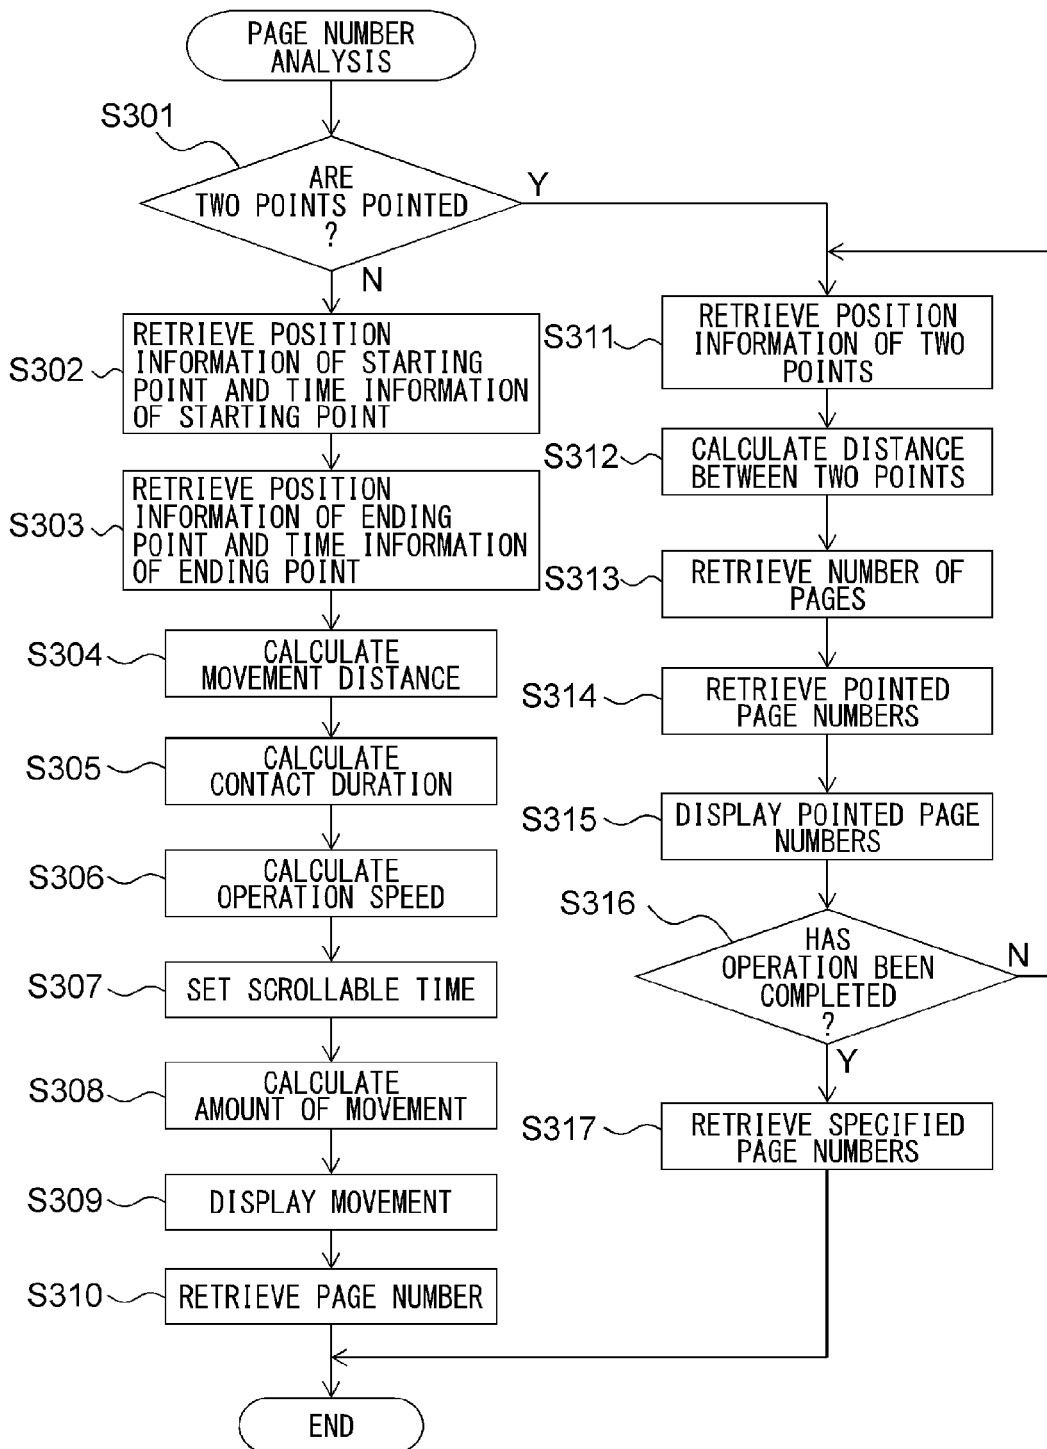 PAGE NUMBER
ANALYSIS
S301
ARE
TWO POINTS POINTED
?
Y
N
S302
RETRIEVE POSITION
INFORMATION OF STARTING
POINT AND TIME INFORMATION
OF STARTING POINT
S303
RETRIEVE POSITION
INFORMATION OF ENDING
POINT AND TIME INFORMATION
OF ENDING POINT
S304
CALCULATE
MOVEMENT DISTANCE
S305
CALCULATE
CONTACT DURATION
S306
CALCULATE
OPERATION SPEED
S307
SET SCROLLABLE TIME
S308
CALCULATE
AMOUNT OF MOVEMENT
S309
DISPLAY MOVEMENT
S310
RETRIEVE PAGE NUMBER
S311
RETRIEVE POSITION
INFORMATION OF TWO
POINTS
S312
CALCULATE DISTANCE
BETWEEN TWO POINTS
S313
RETRIEVE NUMBER OF
PAGES
S314
RETRIEVE POINTED
PAGE NUMBERS
S315
DISPLAY POINTED PAGE
NUMBERS
S316
HAS
OPERATION BEEN
COMPLETED
?
N
Y
S317
RETRIEVE SPECIFIED
PAGE NUMBERS
END